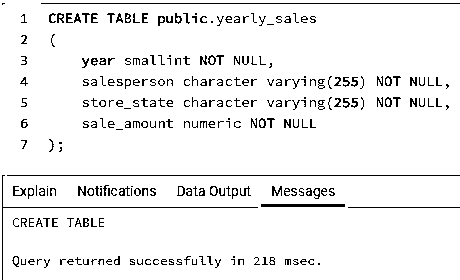 1 CREATE TABLE public.yearly_sales
2 (
3 year smallint NOT NULL,
4 salesperson character varying(255) NOT NULL,
5 store_state character varying(255) NOT NULL,
6 sale_amount numeric NOT NULL
7 );
Explain Notifications Data Output Messages
CREATE TABLE
Query returned successfully in 218 msec.